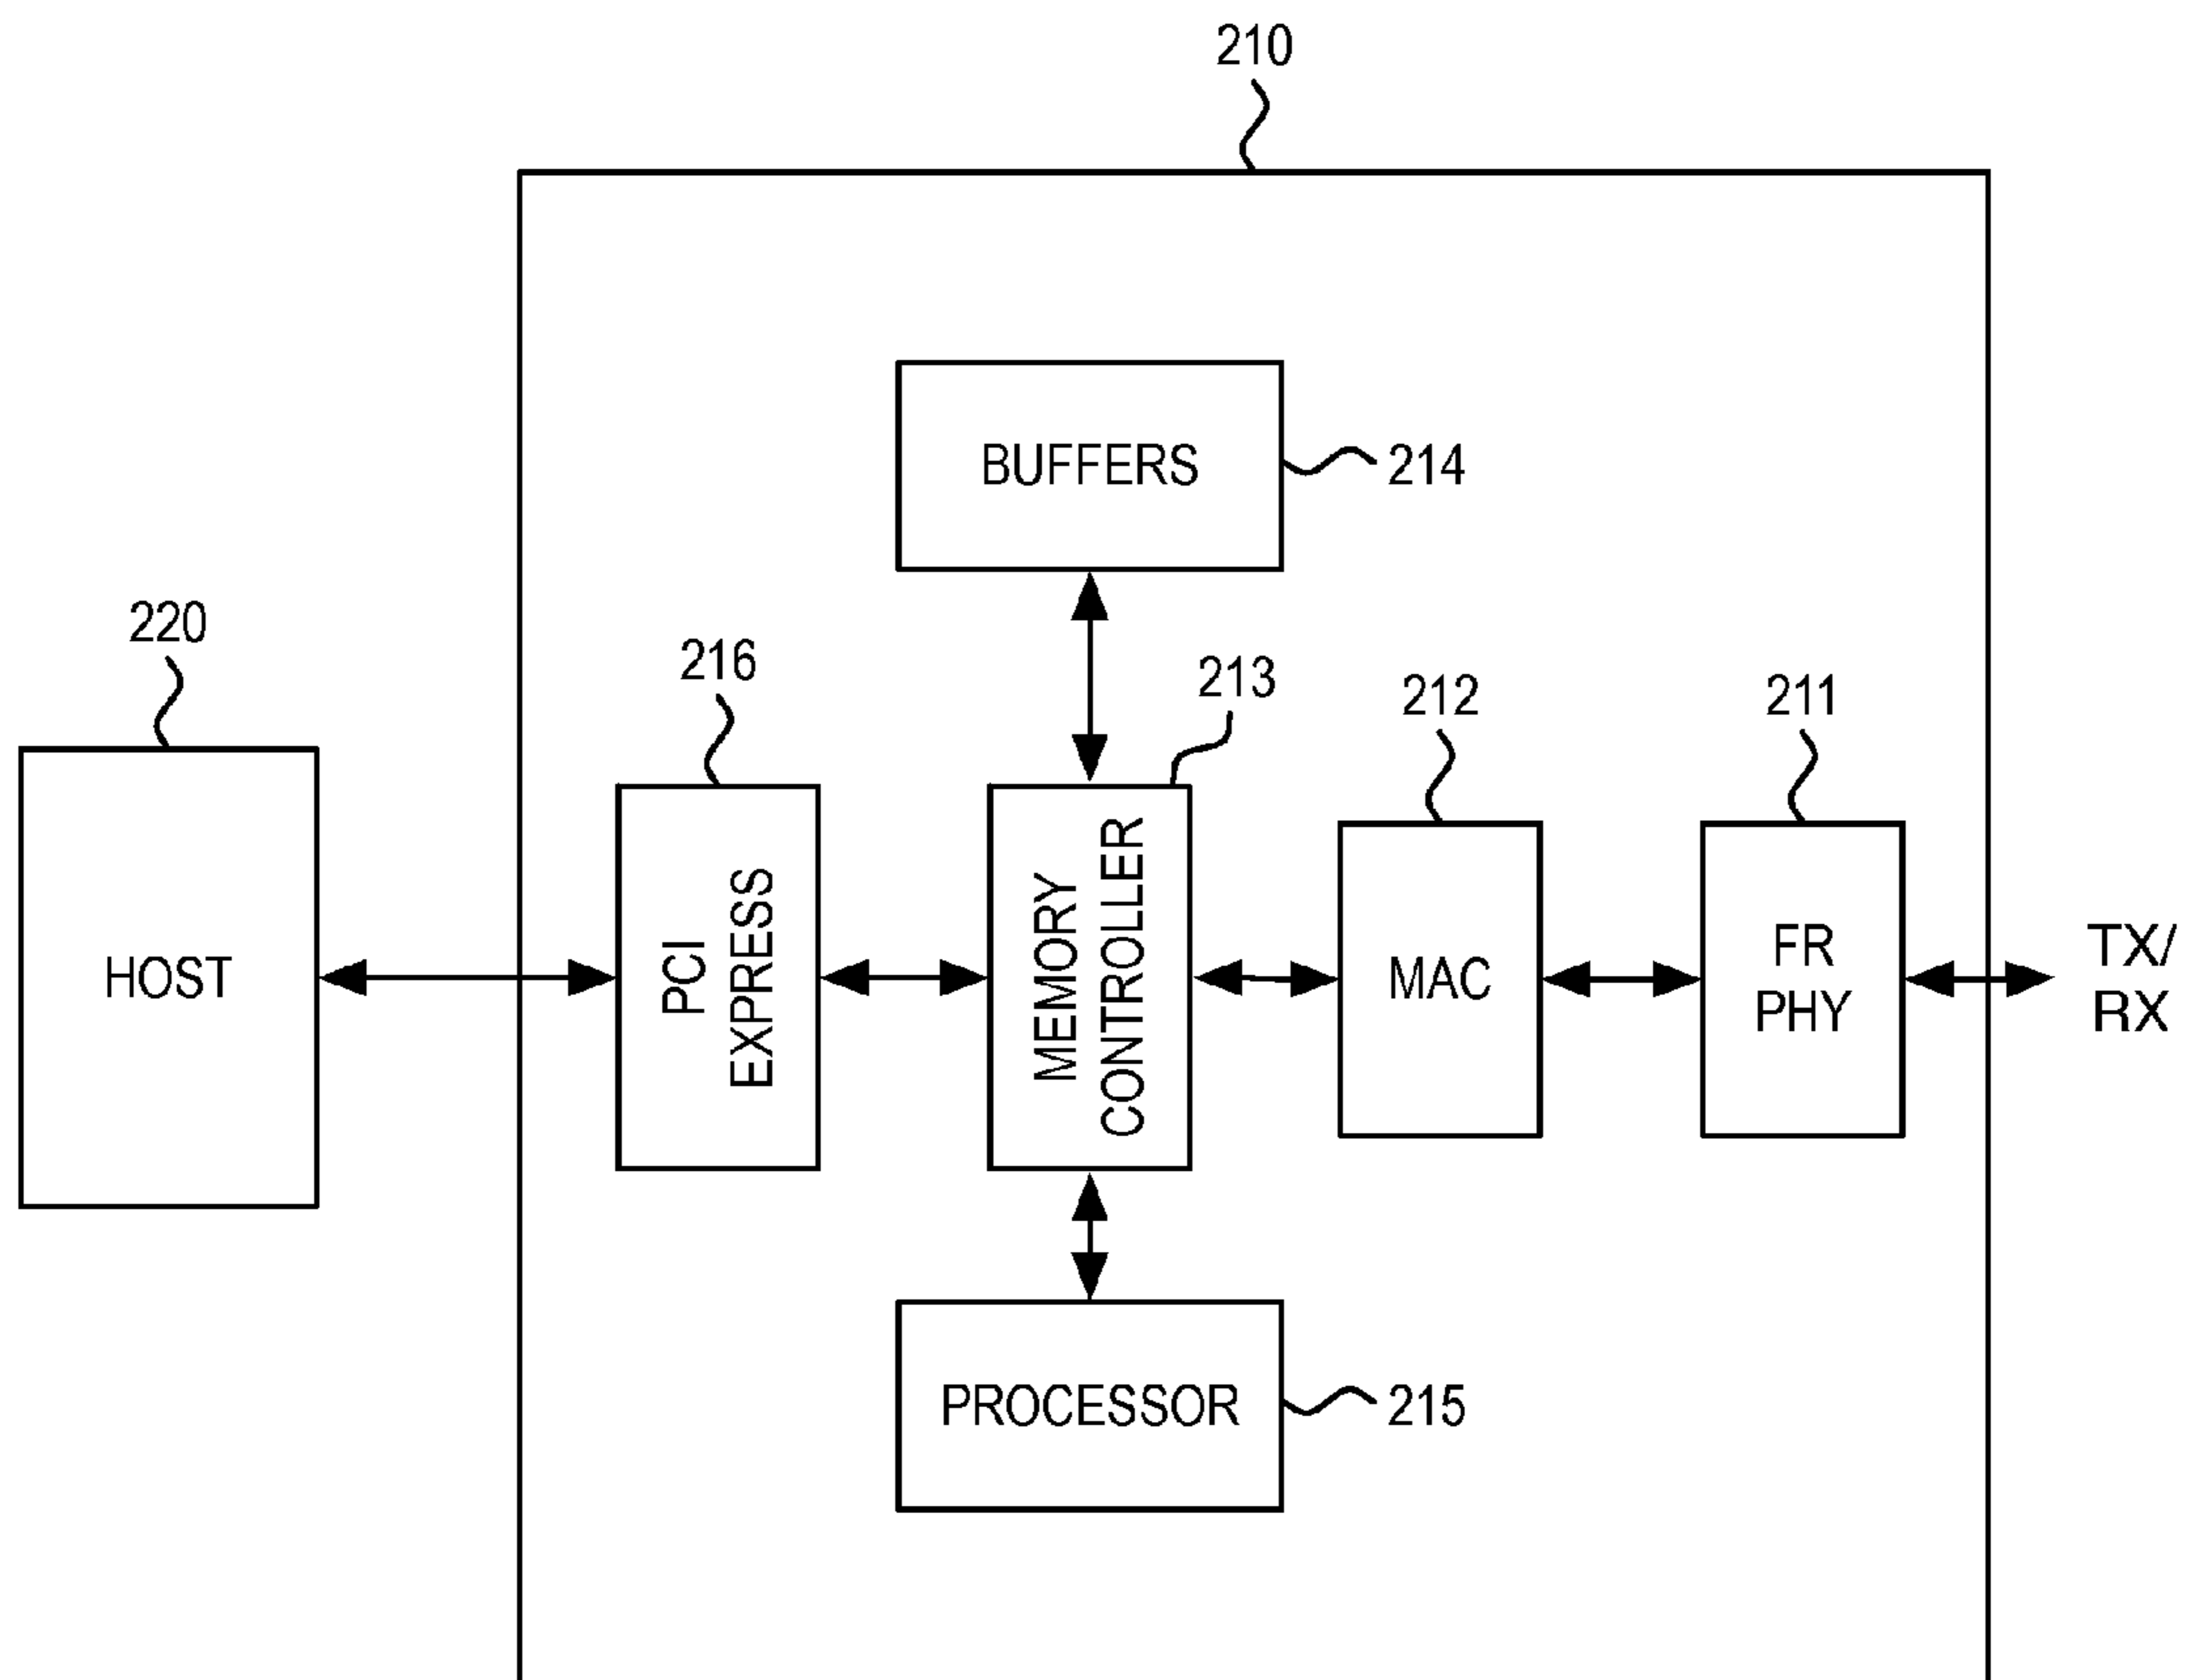 210
BUFFERS
214
220
216
213
212
211
HOST
PCI
EXPRESS
MEMORY
CONTROLLER
MAC
FR
PHY
TX/
RX
PROCESSOR
215